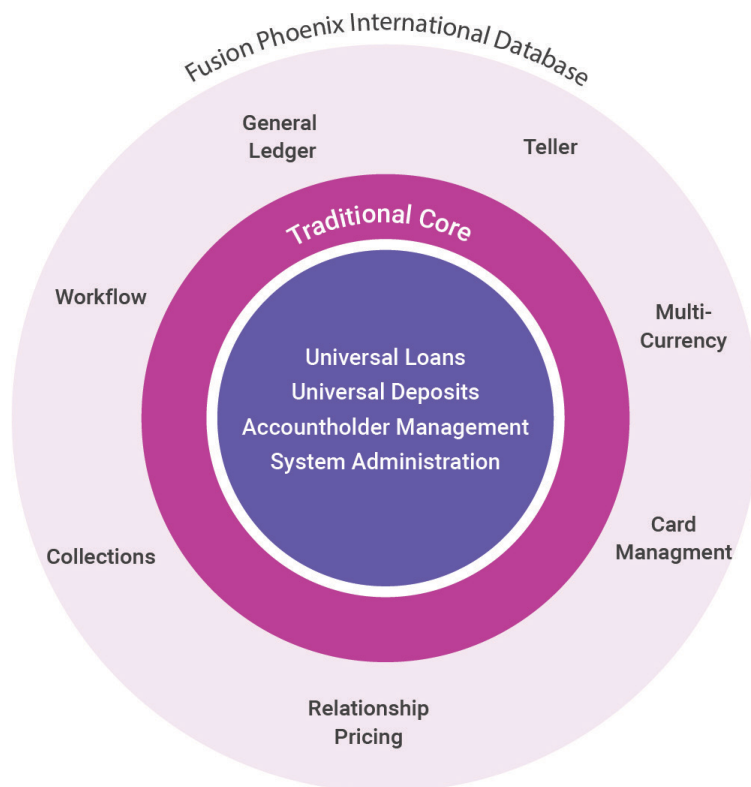 Fusion Phoenix International Database
General
Ledger
Teller
Traditional Core
Workflow
Multi-
Currency
Universal Loans
Universal Deposits
Accountholder Management
System Administration
Collections
Card
Managment
Relationship
Pricing